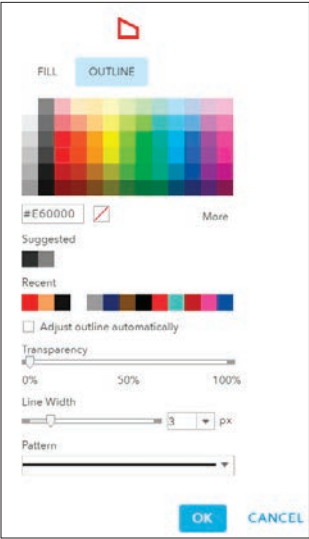 FILL OUTLINE
#E60000 More
Suggested
Recent
Adjust outline automatically
Transparency
0% 50% 100%
Line Width
3 px
Pattern
OK CANCEL